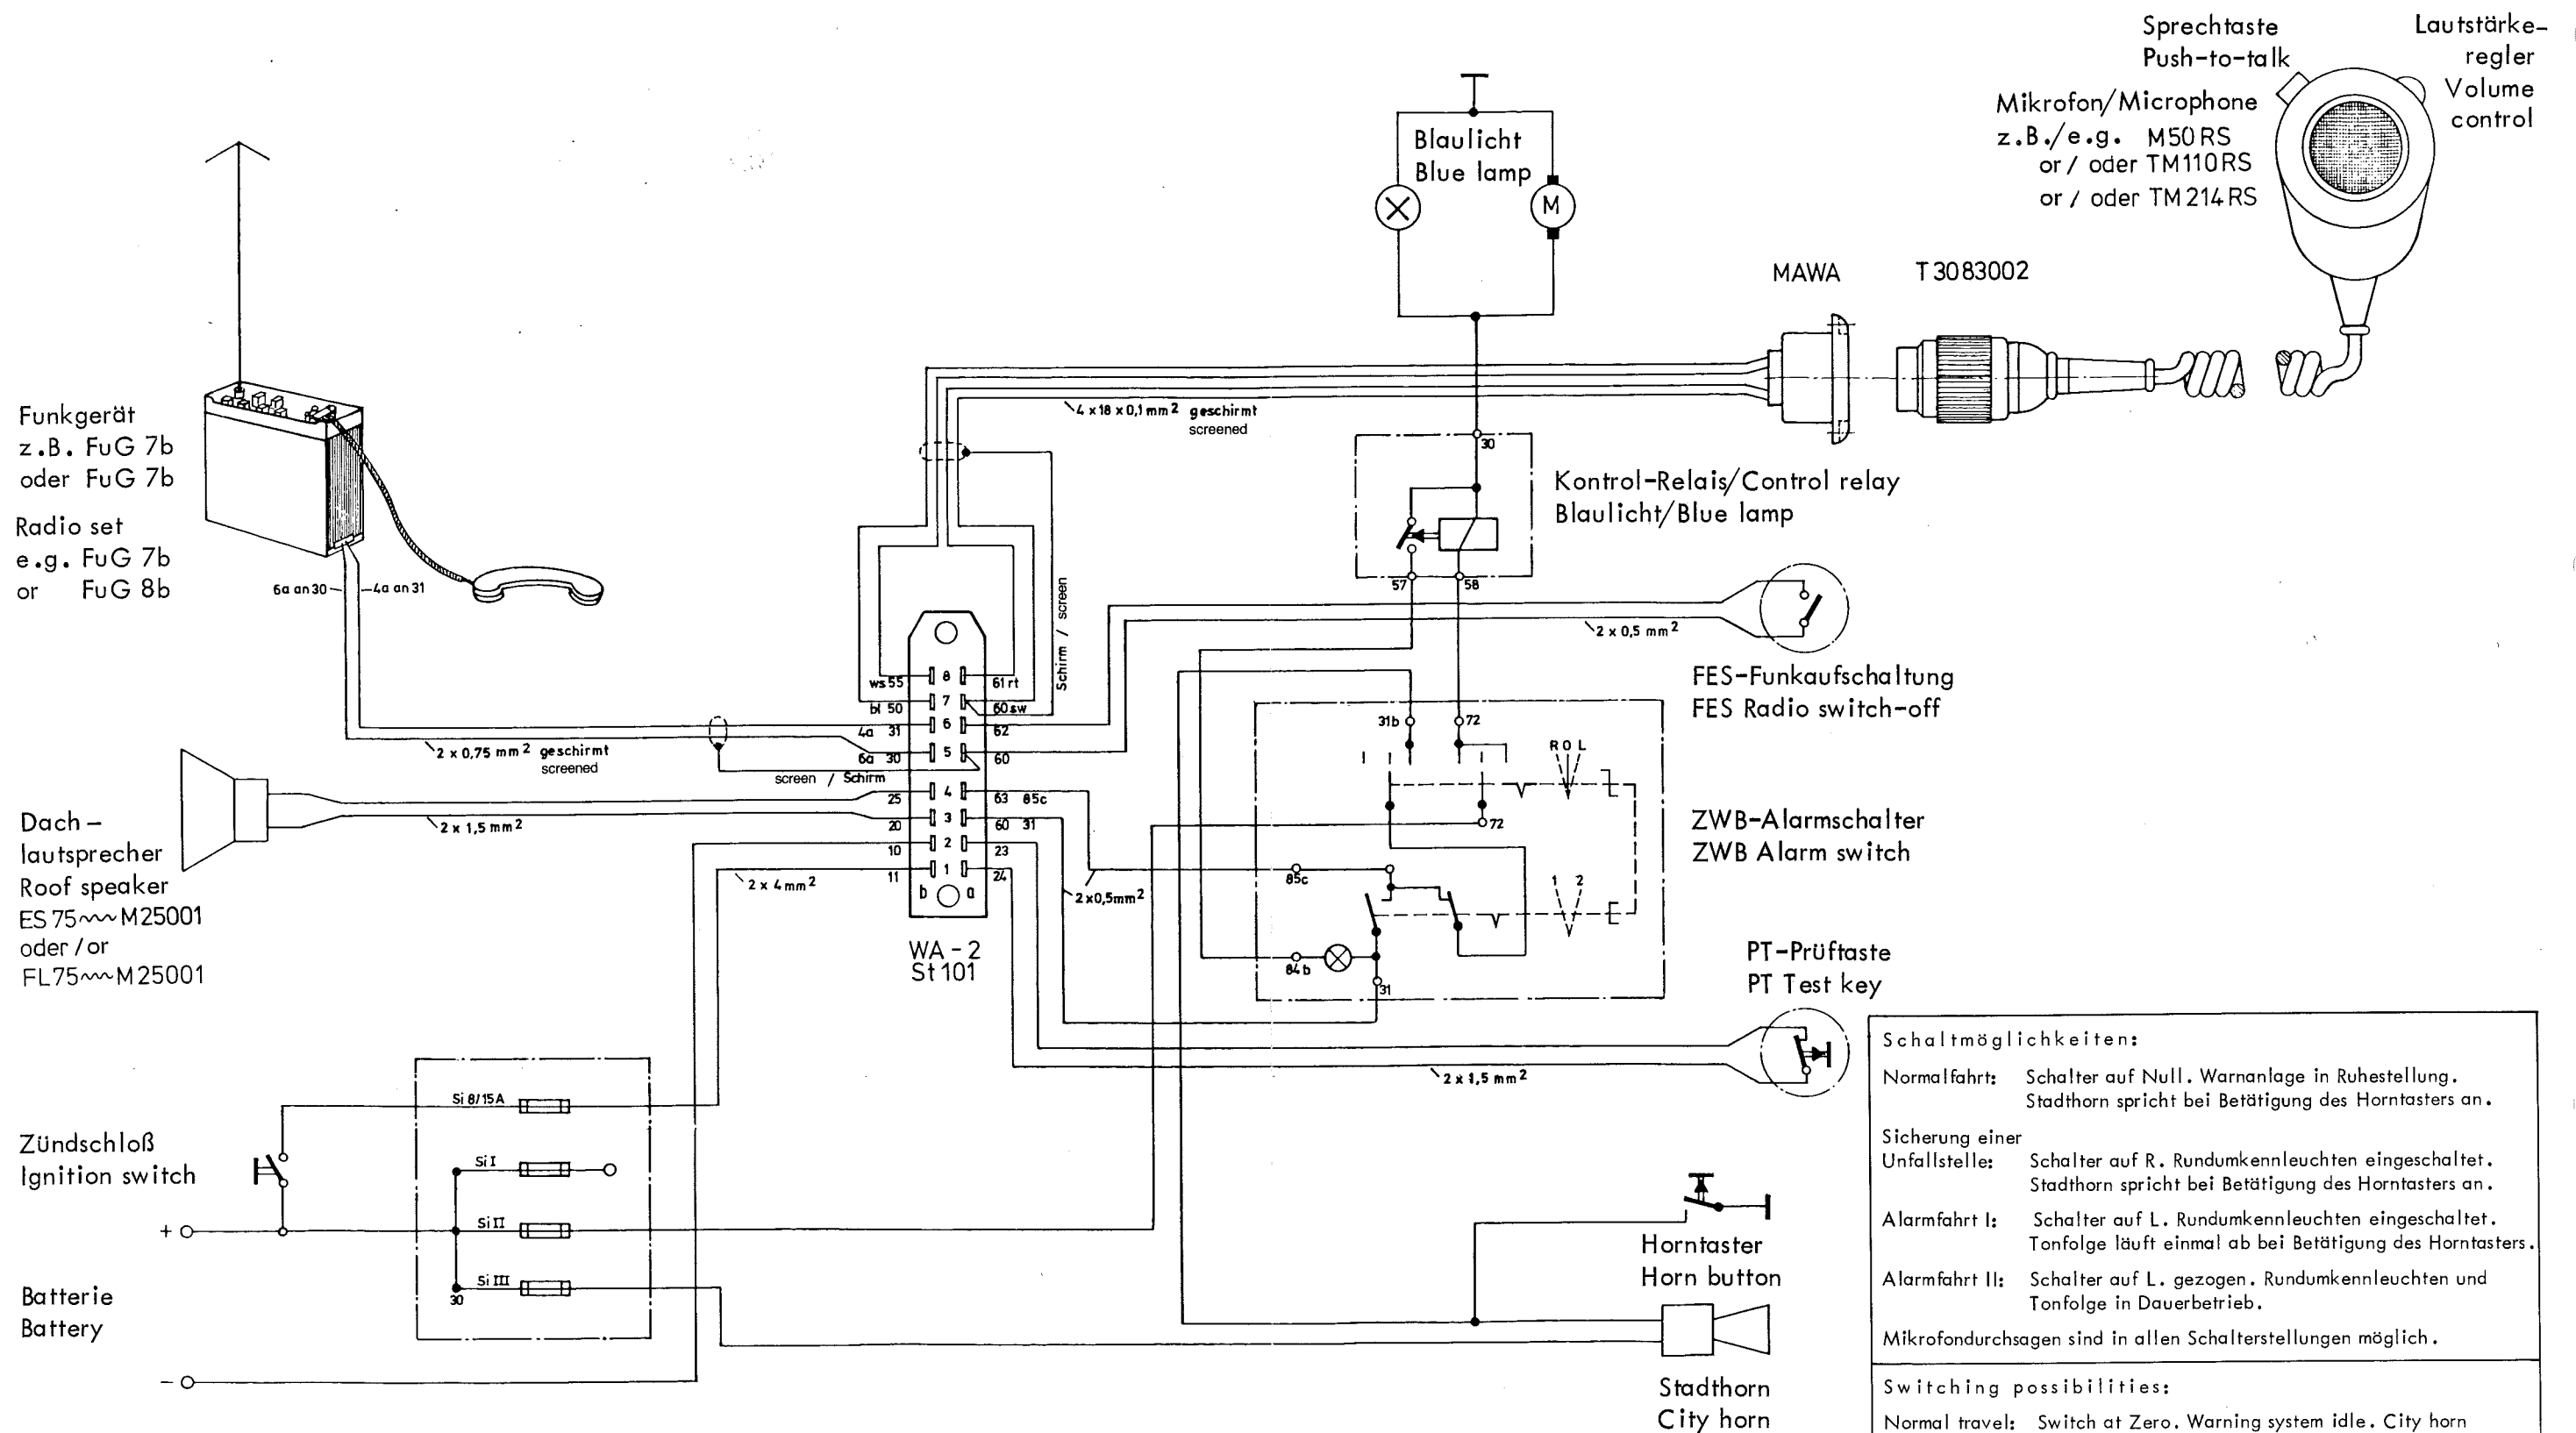 Sprechtaste
Push-to-talk
Lautstärke-
regler
Volume
control
Mikrofon/Microphone
z.B./e.g. M50RS
or / oder TM110RS
or / oder TM214RS
Blaulicht
Blue lamp
M
MAWA
T3083002
4 x 18 x 0,1 mm² geschirmt
screened
30
Kontrol-Relais/Control relay
Blaulicht/Blue lamp
57
58
Funkgerät
z.B. FuG 7b
oder FuG 7b
Radio set
e.g. FuG 7b
or FuG 8b
6a an 30
4a an 31
Schirm / screen
2 x 0,5 mm²
FES-Funkaufschaltung
FES Radio switch-off
ws 55 8 61 rt
bl 50 7 60 sw
4a 31 6 62
6a 30 5 60
25 4 63 85c
20 3 60 31
10 2 23
11 1 24
b a
WA-2
St 101
2 x 0,75 mm² geschirmt
screened
screen / Schirm
2 x 1,5 mm²
2 x 4 mm²
2 x 0,5mm²
Dach-
lautsprecher
Roof speaker
ES 75~~~M25001
oder / or
FL75~~~M25001
31b
72
R O L
72
85c
1 2
84b
31
ZWB-Alarmschalter
ZWB Alarm switch
PT-Prüftaste
PT Test key
2 x 1,5 mm²
Zündschloß
Ignition switch
Si 8/15A
Si I
Si II
Si III
30
+
Batterie
Battery
-
Horntaster
Horn button
Stadthorn
City horn
Schaltmöglichkeiten:
Normalfahrt: Schalter auf Null. Warnanlage in Ruhestellung.
Stadthorn spricht bei Betätigung des Horntasters an.
Sicherung einer
Unfallstelle: Schalter auf R. Rundumkennleuchten eingeschaltet.
Stadthorn spricht bei Betätigung des Horntasters an.
Alarmfahrt I: Schalter auf L. Rundumkennleuchten eingeschaltet.
Tonfolge läuft einmal ab bei Betätigung des Horntasters.
Alarmfahrt II: Schalter auf L. gezogen. Rundumkennleuchten und
Tonfolge in Dauerbetrieb.
Mikrofondurchsagen sind in allen Schalterstellungen möglich.
Switching possibilities:
Normal travel: Switch at Zero. Warning system idle. City horn